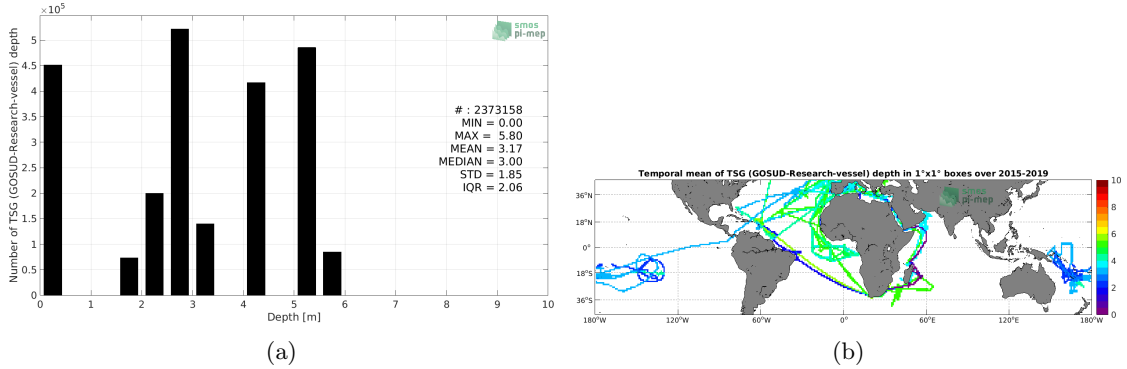 ×10⁵
5
4.5
4
3.5
3
2.5
2
1.5
1
0.5
0
Number of TSG (GOSUD-Research-vessel) depth
0 1 2 3 4 5 6 7 8 9 10
Depth [m]
smos
pi-mep
# : 2373158
MIN = 0.00
MAX = 5.80
MEAN = 3.17
MEDIAN = 3.00
STD = 1.85
IQR = 2.06
(a)
Temporal mean of TSG (GOSUD-Research-vessel) depth in 1°x1° boxes over 2015-2019
smos
pi-mep
36°N
18°N
0°
18°S
36°S
180°W 120°W 60°W 0° 60°E 120°E 180°W
10
8
6
4
2
0
(b)